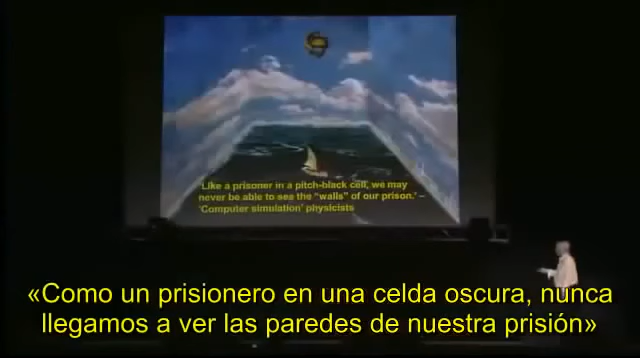 'Like a prisoner in a pitch-black cell, we may
never be able to see the "walls" of our prison.' –
'Computer simulation' physicists
«Como un prisionero en una celda oscura, nunca
llegamos a ver las paredes de nuestra prisión»